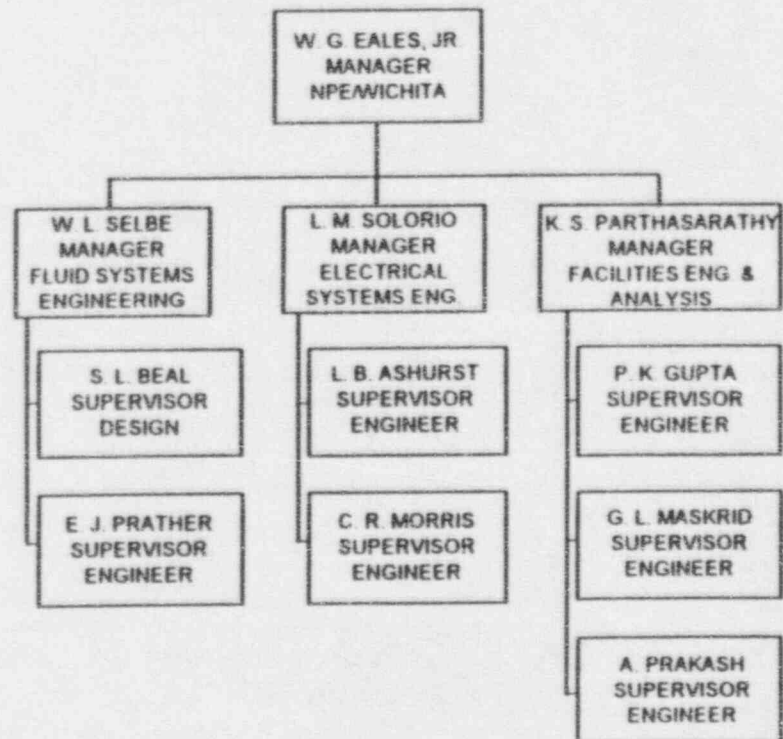 W. G. EALES, JR.
MANAGER
NPE/WICHITA
W. L. SELBE
MANAGER
FLUID SYSTEMS
ENGINEERING
L. M. SOLORIO
MANAGER
ELECTRICAL
SYSTEMS ENG.
K. S. PARTHASARATHY
MANAGER
FACILITIES ENG. &
ANALYSIS
S. L. BEAL
SUPERVISOR
DESIGN
L. B. ASHURST
SUPERVISOR
ENGINEER
P. K. GUPTA
SUPERVISOR
ENGINEER
E. J. PRATHER
SUPERVISOR
ENGINEER
C. R. MORRIS
SUPERVISOR
ENGINEER
G. L. MASKRID
SUPERVISOR
ENGINEER
A. PRAKASH
SUPERVISOR
ENGINEER